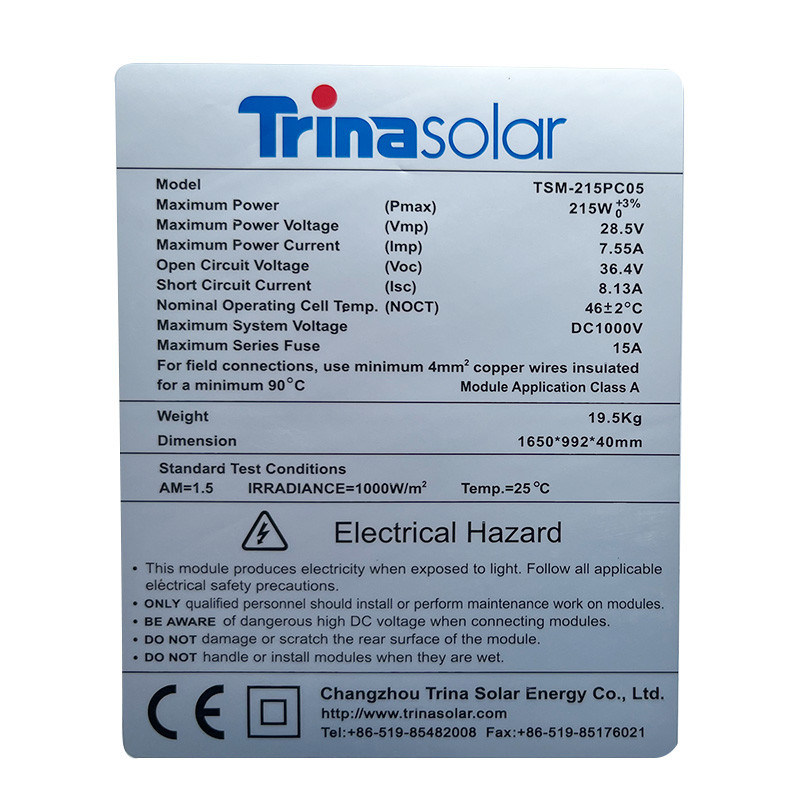 Trinasolar
Model TSM-215PC05
Maximum Power (Pmax) 215W +3% 0
Maximum Power Voltage (Vmp) 28.5V
Maximum Power Current (Imp) 7.55A
Open Circuit Voltage (Voc) 36.4V
Short Circuit Current (Isc) 8.13A
Nominal Operating Cell Temp. (NOCT) 46±2°C
Maximum System Voltage DC1000V
Maximum Series Fuse 15A
For field connections, use minimum 4mm² copper wires insulated
for a minimum 90°C Module Application Class A
Weight 19.5Kg
Dimension 1650*992*40mm
Standard Test Conditions
AM=1.5 IRRADIANCE=1000W/m² Temp.=25°C
Electrical Hazard
• This module produces electricity when exposed to light. Follow all applicable
electrical safety precautions.
• ONLY qualified personnel should install or perform maintenance work on modules.
• BE AWARE of dangerous high DC voltage when connecting modules.
• DO NOT damage or scratch the rear surface of the module.
• DO NOT handle or install modules when they are wet.
CE Changzhou Trina Solar Energy Co., Ltd.
http://www.trinasolar.com
Tel:+86-519-85482008 Fax:+86-519-85176021